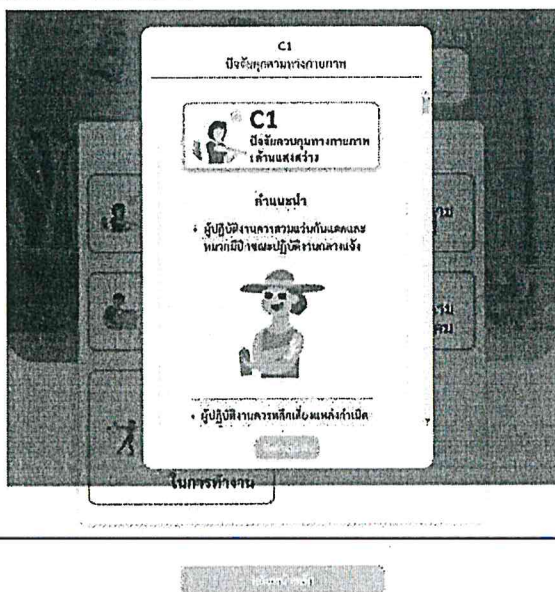 C1
ปัจจัยคุกคามทางกายภาพ
C1
ปัจจัยควบคุมทางกายภาพ
ด้านแสงสว่าง
คำแนะนำ
ผู้ปฏิบัติงานควรสวมแว่นกันแดดและ
หมวกมีปีกขณะปฏิบัติงานกลางแจ้ง
ผู้ปฏิบัติงานควรหลีกเลี่ยงแหล่งกำเนิด
ในการทำงาน